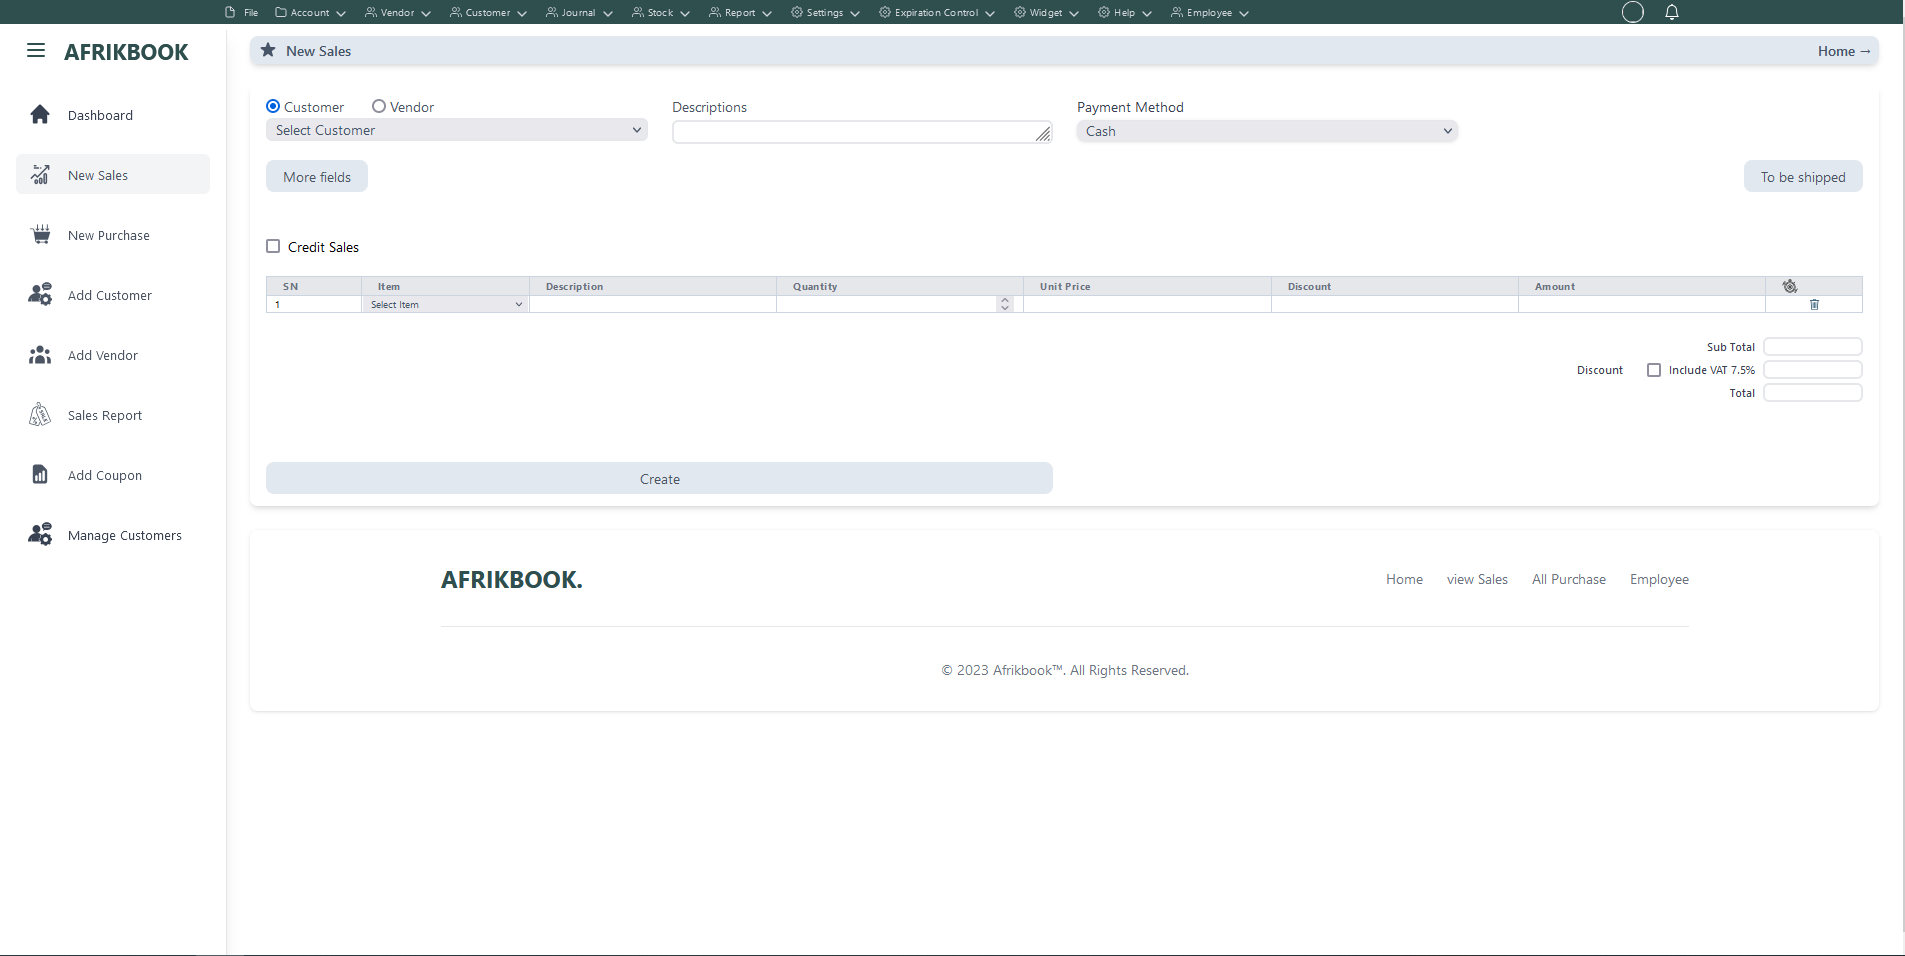 File Account Vendor Customer Journal Stock Report Settings Expiration Control Widget Help Employee
AFRIKBOOK
New Sales Home →
Dashboard
New Sales
New Purchase
Add Customer
Add Vendor
Sales Report
Add Coupon
Manage Customers
Customer Vendor Descriptions Payment Method
Select Customer Cash
More fields To be shipped
Credit Sales
SN Item Description Quantity Unit Price Discount Amount
1 Select Item
Sub Total
Discount Include VAT 7.5%
Total
Create
AFRIKBOOK. Home view Sales All Purchase Employee
© 2023 Afrikbook™. All Rights Reserved.